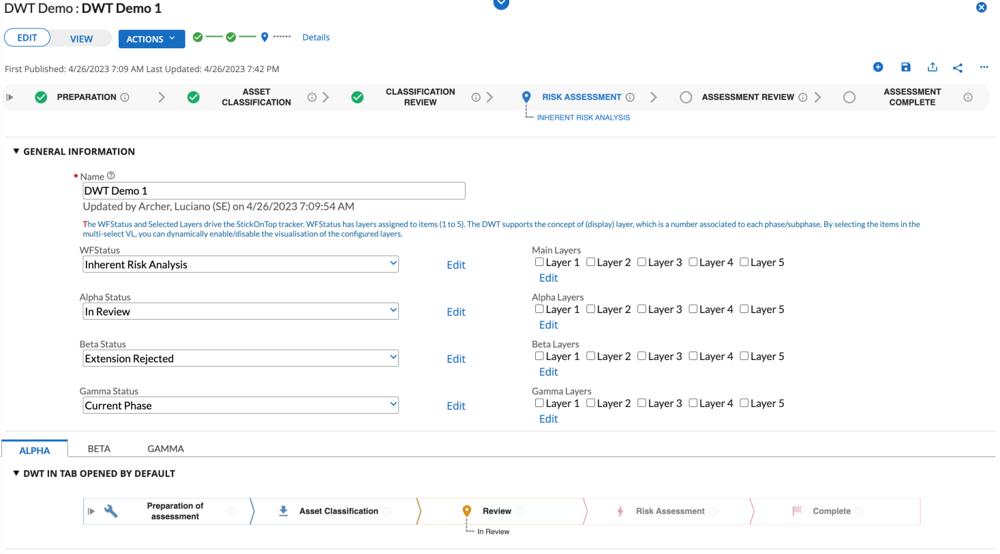 DWT Demo : DWT Demo 1
EDIT VIEW ACTIONS Details
First Published: 4/26/2023 7:09 AM Last Updated: 4/26/2023 7:42 PM
PREPARATION
ASSET
CLASSIFICATION
CLASSIFICATION
REVIEW
RISK ASSESSMENT
INHERENT RISK ANALYSIS
ASSESSMENT REVIEW
ASSESSMENT
COMPLETE
GENERAL INFORMATION
* Name
DWT Demo 1
Updated by Archer, Luciano (SE) on 4/26/2023 7:09:54 AM
The WFStatus and Selected Layers drive the StickOnTop tracker. WFStatus has layers assigned to items (1 to 5). The DWT supports the concept of (display) layer, which is a number associated to each phase/subphase. By selecting the items in the
multi-select VL, you can dynamically enable/disable the visualisation of the configured layers.
WFStatus
Inherent Risk Analysis
Edit
Main Layers
Layer 1 Layer 2 Layer 3 Layer 4 Layer 5
Edit
Alpha Status
In Review
Edit
Alpha Layers
Layer 1 Layer 2 Layer 3 Layer 4 Layer 5
Edit
Beta Status
Extension Rejected
Edit
Beta Layers
Layer 1 Layer 2 Layer 3 Layer 4 Layer 5
Edit
Gamma Status
Current Phase
Edit
Gamma Layers
Layer 1 Layer 2 Layer 3 Layer 4 Layer 5
Edit
ALPHA BETA GAMMA
DWT IN TAB OPENED BY DEFAULT
Preparation of
assessment
Asset Classification
Review
In Review
Risk Assessment
Complete